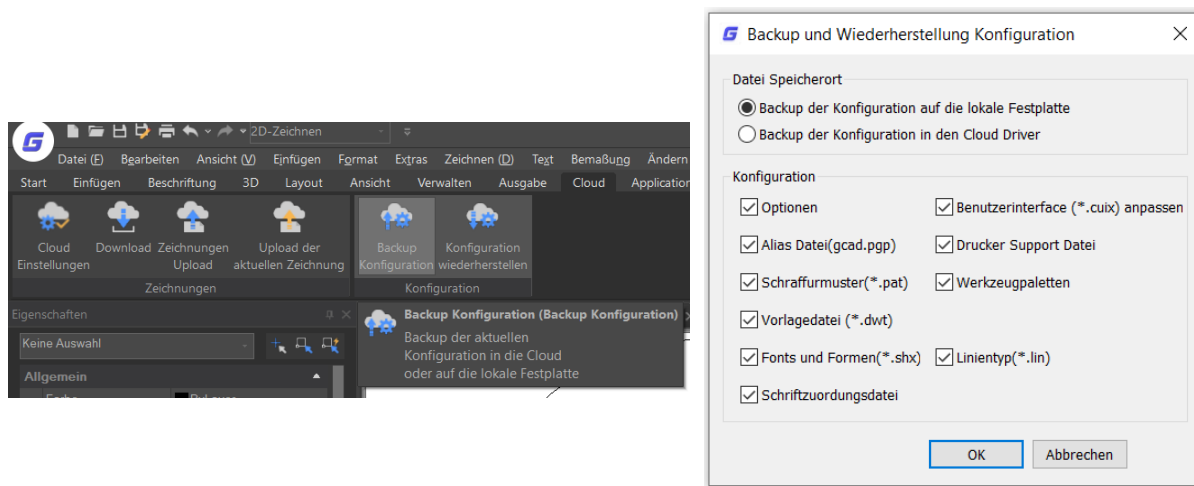 2D-Zeichnen
Datei (F) Bearbeiten Ansicht (V) Einfügen Format Extras Zeichnen (D) Text Bemaßung Ändern
Start Einfügen Beschriftung 3D Layout Ansicht Verwalten Ausgabe Cloud Application
Cloud Download Zeichnungen Upload der Backup Konfiguration
Einstellungen Upload aktuellen Zeichnung Konfiguration wiederherstellen
Zeichnungen Konfiguration
Eigenschaften
Backup Konfiguration (Backup Konfiguration)
Keine Auswahl
Backup der aktuellen
Konfiguration in die Cloud
oder auf die lokale Festplatte
Allgemein
Farbe ByLayer
Backup und Wiederherstellung Konfiguration
Datei Speicherort
Backup der Konfiguration auf die lokale Festplatte
Backup der Konfiguration in den Cloud Driver
Konfiguration
Optionen Benutzerinterface (*.cuix) anpassen
Alias Datei(gcad.pgp) Drucker Support Datei
Schraffurmuster(*.pat) Werkzeugpaletten
Vorlagedatei (*.dwt)
Fonts und Formen(*.shx) Linientyp(*.lin)
Schriftzuordungsdatei
OK Abbrechen